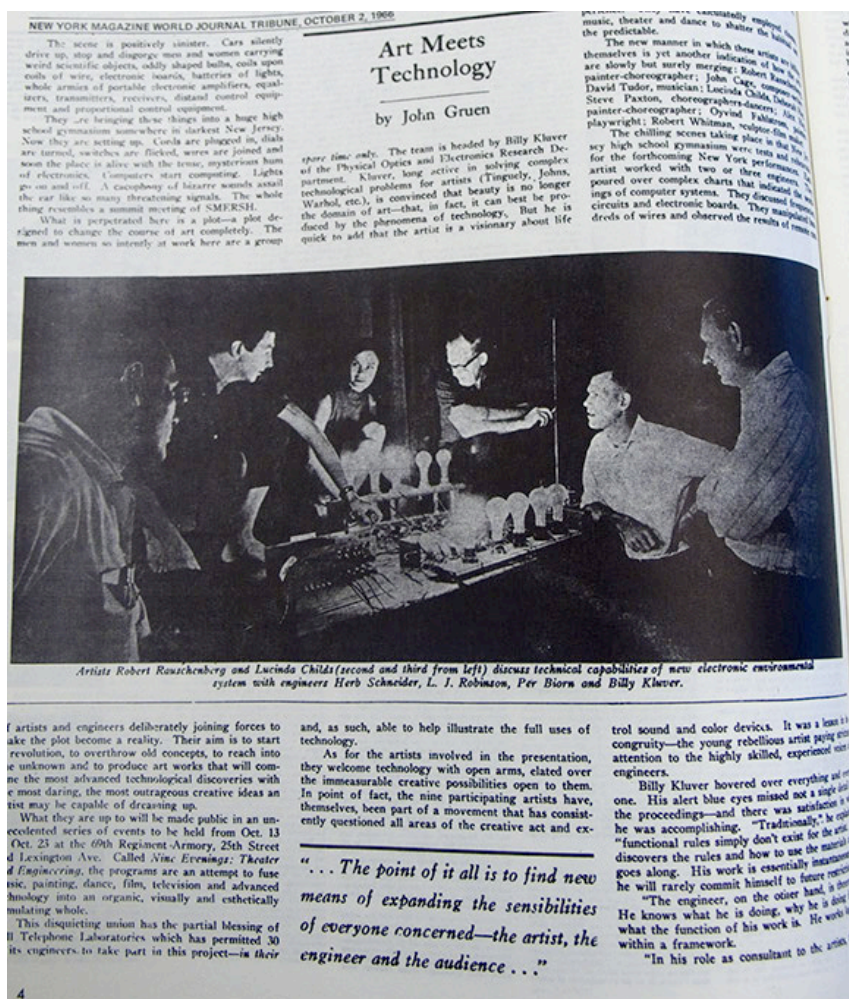 NEW YORK MAGAZINE WORLD JOURNAL TRIBUNE, OCTOBER 2, 1966
The scene is positively sinister. Cars silently
drive up, stop and disgorge men and women carrying
weird scientific objects, oddly shaped bulbs, coils upon
coils of wire, electronic boards, batteries of lights,
whole armies of portable electronic amplifiers, equal-
izers, transmitters, receivers, distand control equip-
ment and proportional control equipment.
They are bringing these things into a huge high
school gymnasium somewhere in darkest New Jersey.
Now they are setting up. Cords are plugged in, dials
are turned, switches are flicked, wires are joined and
soon the place is alive with the tense, mysterious hum
of electronics. Computers start computing. Lights
go on and off. A cacophony of bizarre sounds assail
the ear like so many threatening signals. The whole
thing resembles a summit meeting of SMERSH.
What is perpetrated here is a plot—a plot de-
signed to change the course of art completely. The
men and women so intently at work here are a group
Art Meets
Technology
by John Gruen
spare time only. The team is headed by Billy Kluver
of the Physical Optics and Electronics Research De-
partment. Kluver, long active in solving complex
technological problems for artists (Tinguely, Johns,
Warhol, etc.), is convinced that beauty is no longer
the domain of art—that, in fact, it can best be pro-
duced by the phenomena of technology. But he is
quick to add that the artist is a visionary about life
calculatedly employed
music, theater and dance to shatter the
the predictable.
The new manner in which these artists are
themselves is yet another indication of how the
are slowly but surely merging: Robert
painter-choreographer; John Cage, composer
David Tudor, musician; Lucinda Childs, Deborah
Steve Paxton, choreographers-dancers; Alex
painter-choreographer; Oyvind Fahlstrom,
playwright; Robert Whitman, sculptor-film
The chilling scenes taking place in that New
sey high school gymnasium were tests and
for the forthcoming New York performances.
artist worked with two or three engineers. They
poured over complex charts that indicated the
ings of computer systems. They discussed
circuits and electronic boards. They manipulated
dreds of wires and observed the results of remote
Artists Robert Rauschenberg and Lucinda Childs (second and third from left) discuss technical capabilities of new electronic environmental
system with engineers Herb Schneider, L. J. Robinson, Per Biorn and Billy Kluver.
f artists and engineers deliberately joining forces to
ake the plot become a reality. Their aim is to start
revolution, to overthrow old concepts, to reach into
e unknown and to produce art works that will com-
ne the most advanced technological discoveries with
e most daring, the most outrageous creative ideas an
tist may be capable of dreaming up.
What they are up to will be made public in an un-
ecedented series of events to be held from Oct. 13
Oct. 23 at the 69th Regiment Armory, 25th Street
d Lexington Ave. Called Nine Evenings: Theater
d Engineering, the programs are an attempt to fuse
sic, painting, dance, film, television and advanced
hnology into an organic, visually and esthetically
mulating whole.
This disquieting union has the partial blessing of
ll Telephone Laboratories which has permitted 30
its engineers to take part in this project—in their
and, as such, able to help illustrate the full uses of
technology.
As for the artists involved in the presentation,
they welcome technology with open arms, elated over
the immeasurable creative possibilities open to them.
In point of fact, the nine participating artists have,
themselves, been part of a movement that has consist-
ently questioned all areas of the creative act and ex-
“. . . The point of it all is to find new
means of expanding the sensibilities
of everyone concerned—the artist, the
engineer and the audience . . .”
trol sound and color devices. It was a lesson in
congruity—the young rebellious artist paying
attention to the highly skilled, experienced
engineers.
Billy Kluver hovered over everything and
one. His alert blue eyes missed not a single
the proceedings—and there was satisfaction in
he was accomplishing. "Traditionally," he
"functional rules simply don't exist for the artist.
discovers the rules and how to use the materials
goes along. His work is essentially
he will rarely commit himself to future
"The engineer, on the other hand, is
He knows what he is doing, why he is doing
what the function of his work is. He works
within a framework.
"In his role as consultant to the artist,
4